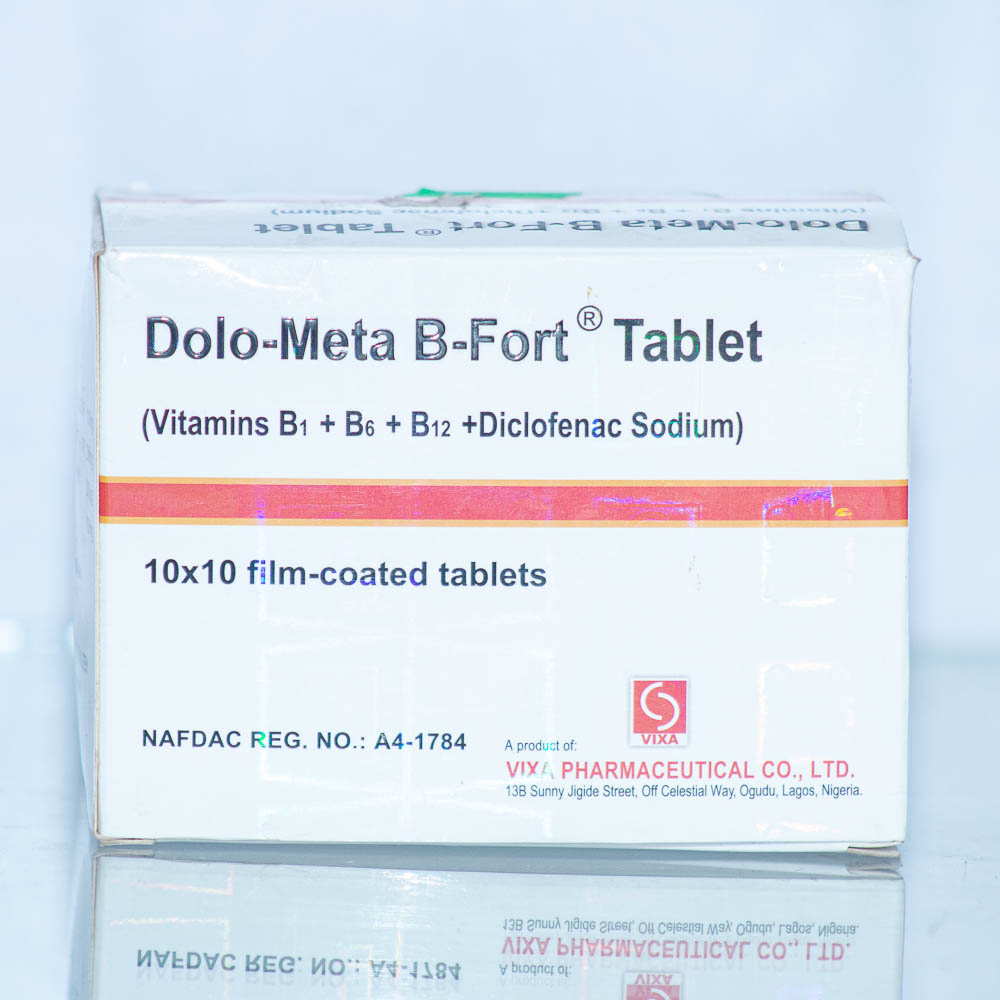 Dolo-Meta B-Fort® Tablet
(Vitamins B1 + B6 + B12 +Diclofenac Sodium)
Dolo-Meta B-Fort® Tablet
(Vitamins B1 + B6 + B12 +Diclofenac Sodium)
10x10 film-coated tablets
VIXA
NAFDAC REG. NO.: A4-1784
A product of:
VIXA PHARMACEUTICAL CO., LTD.
13B Sunny Jigide Street, Off Celestial Way, Ogudu, Lagos, Nigeria.